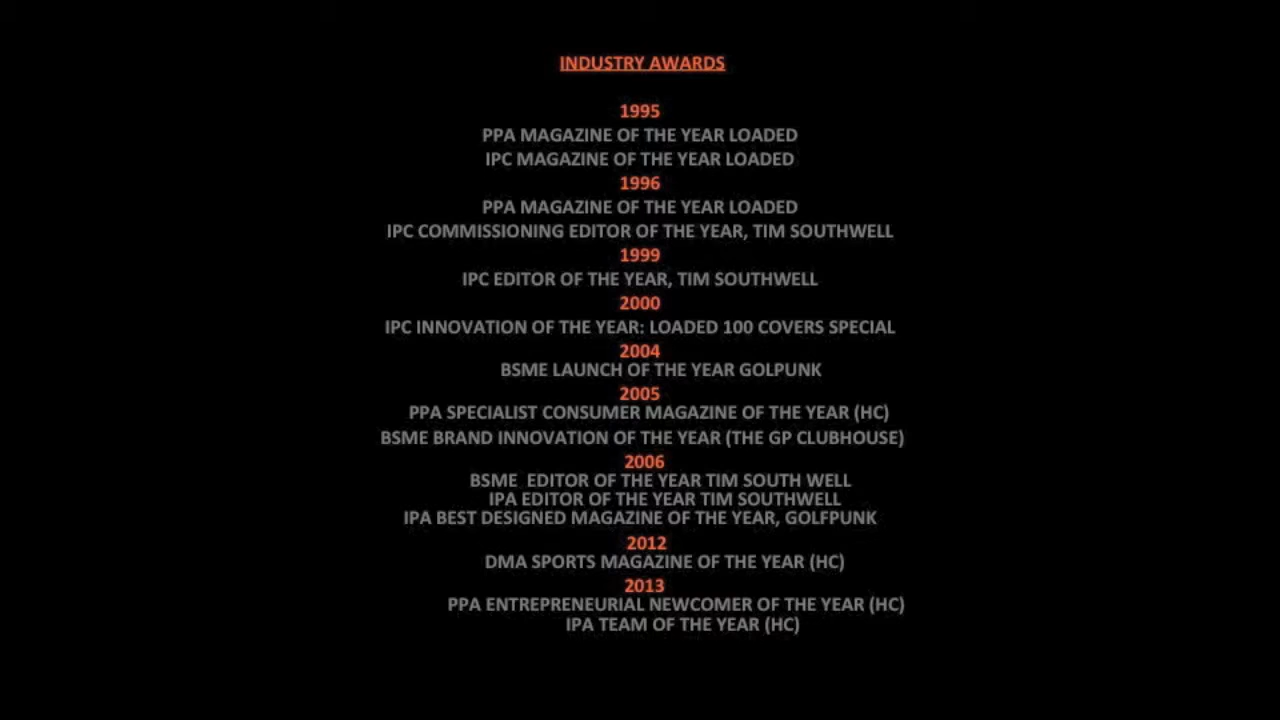 INDUSTRY AWARDS
1995
PPA MAGAZINE OF THE YEAR LOADED
IPC MAGAZINE OF THE YEAR LOADED
1996
PPA MAGAZINE OF THE YEAR LOADED
IPC COMMISSIONING EDITOR OF THE YEAR, TIM SOUTHWELL
1999
IPC EDITOR OF THE YEAR, TIM SOUTHWELL
2000
IPC INNOVATION OF THE YEAR: LOADED 100 COVERS SPECIAL
2004
BSME LAUNCH OF THE YEAR GOLPUNK
2005
PPA SPECIALIST CONSUMER MAGAZINE OF THE YEAR (HC)
BSME BRAND INNOVATION OF THE YEAR (THE GP CLUBHOUSE)
2006
BSME  EDITOR OF THE YEAR TIM SOUTH WELL
IPA EDITOR OF THE YEAR TIM SOUTHWELL
IPA BEST DESIGNED MAGAZINE OF THE YEAR, GOLFPUNK
2012
DMA SPORTS MAGAZINE OF THE YEAR (HC)
2013
PPA ENTREPRENEURIAL NEWCOMER OF THE YEAR (HC)
IPA TEAM OF THE YEAR (HC)